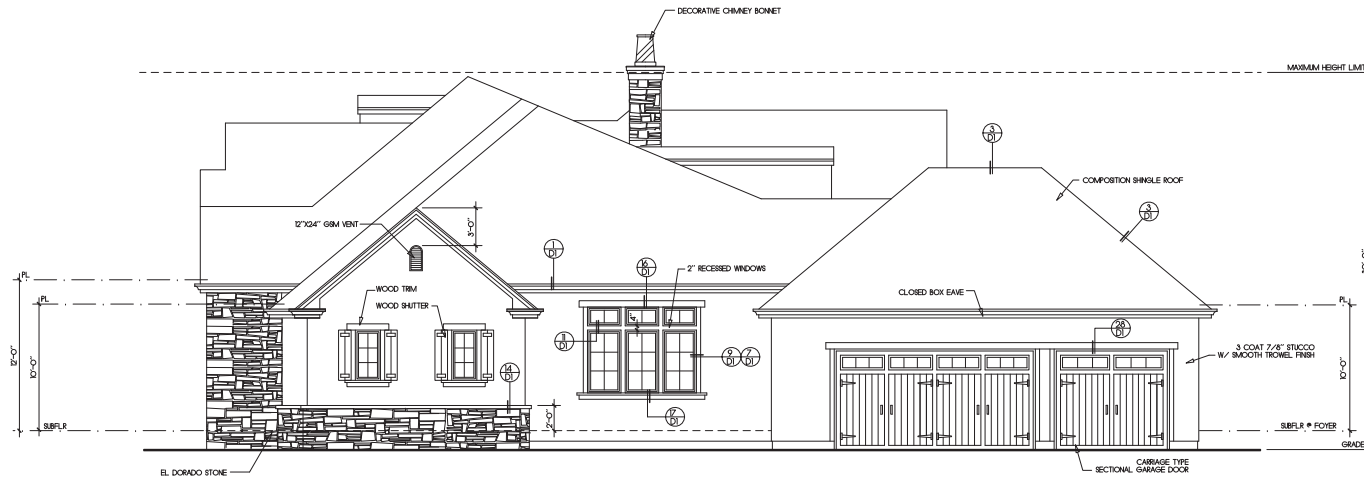 DECORATIVE CHIMNEY BONNET
MAXIMUM HEIGHT LIMIT
3
D1
COMPOSITION SHINGLE ROOF
3
D1
12"X24" GSM VENT
3'-0"
1
D1
16
D1
2" RECESSED WINDOWS
PL
WOOD TRIM
CLOSED BOX EAVE
PL
WOOD SHUTTER
PL
4"
11
D1
28
D1
3 COAT 7/8" STUCCO
W/ SMOOTH TROWEL FINISH
9
D1
7
D1
12'-0"
10'-0"
14
D1
10'-0"
2'-0"
17
D1
SUBFLR
SUBFLR @ FOYER
GRADE
EL DORADO STONE
CARRIAGE TYPE
SECTIONAL GARAGE DOOR